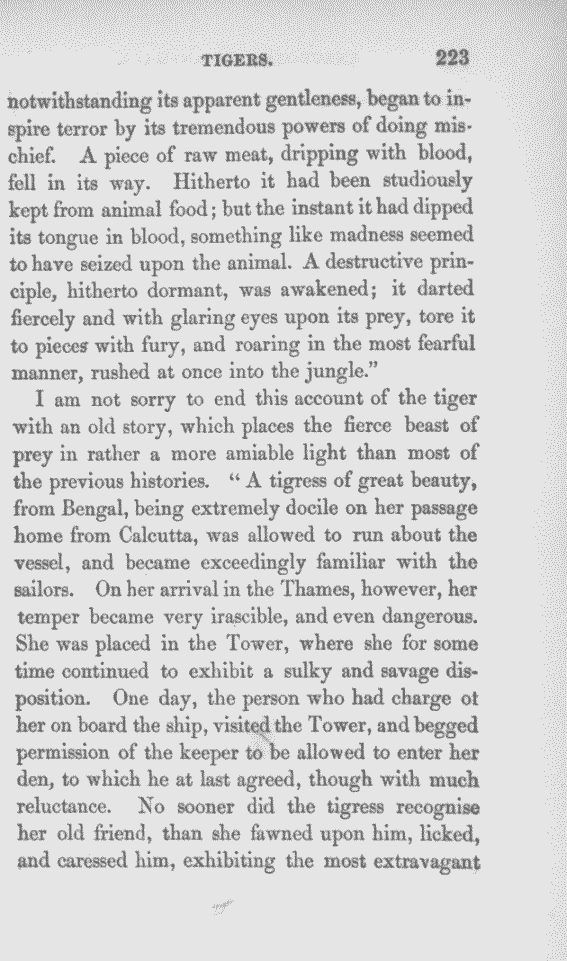 TIGERS. 223
notwithstanding its apparent gentleness, began to in-
spire terror by its tremendous powers of doing mis-
chief. A piece of raw meat, dripping with blood,
fell in its way. Hitherto it had been studiously
kept from animal food; but the instant it had dipped
its tongue in blood, something like madness seemed
to have seized upon the animal. A destructive prin-
ciple, hitherto dormant, was awakened; it darted
fiercely and with glaring eyes upon its prey, tore it
to pieces with fury, and roaring in the most fearful
manner, rushed at once into the jungle.”
I am not sorry to end this account of the tiger
with an old story, which places the fierce beast of
prey in rather a more amiable light than most of
the previous histories. “ A tigress of great beauty,
from Bengal, being extremely docile on her passage
home from Calcutta, was allowed to run about the
vessel, and became exceedingly familiar with the
sailors. On her arrival in the Thames, however, her
temper became very irascible, and even dangerous.
She was placed in the Tower, where she for some
time continued to exhibit a sulky and savage dis-
position. One day, the person who had charge ot
her on board the ship, visited the Tower, and begged
permission of the keeper to be allowed to enter her
den, to which he at last agreed, though with much
reluctance. No sooner did the tigress recognise
her old friend, than she fawned upon him, licked,
and caressed him, exhibiting the most extravagant